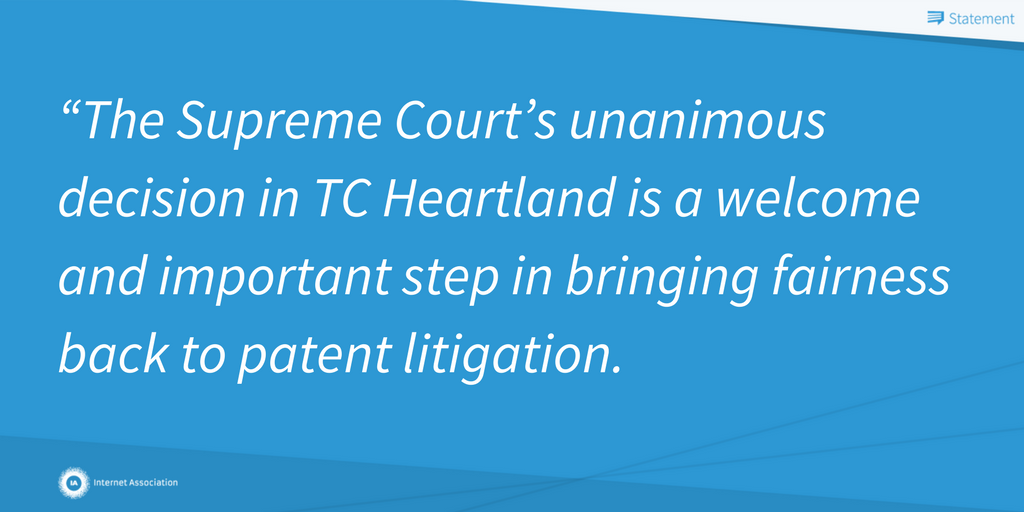 Statement
“The Supreme Court’s unanimous
decision in TC Heartland is a welcome
and important step in bringing fairness
back to patent litigation.
IA
Internet Association